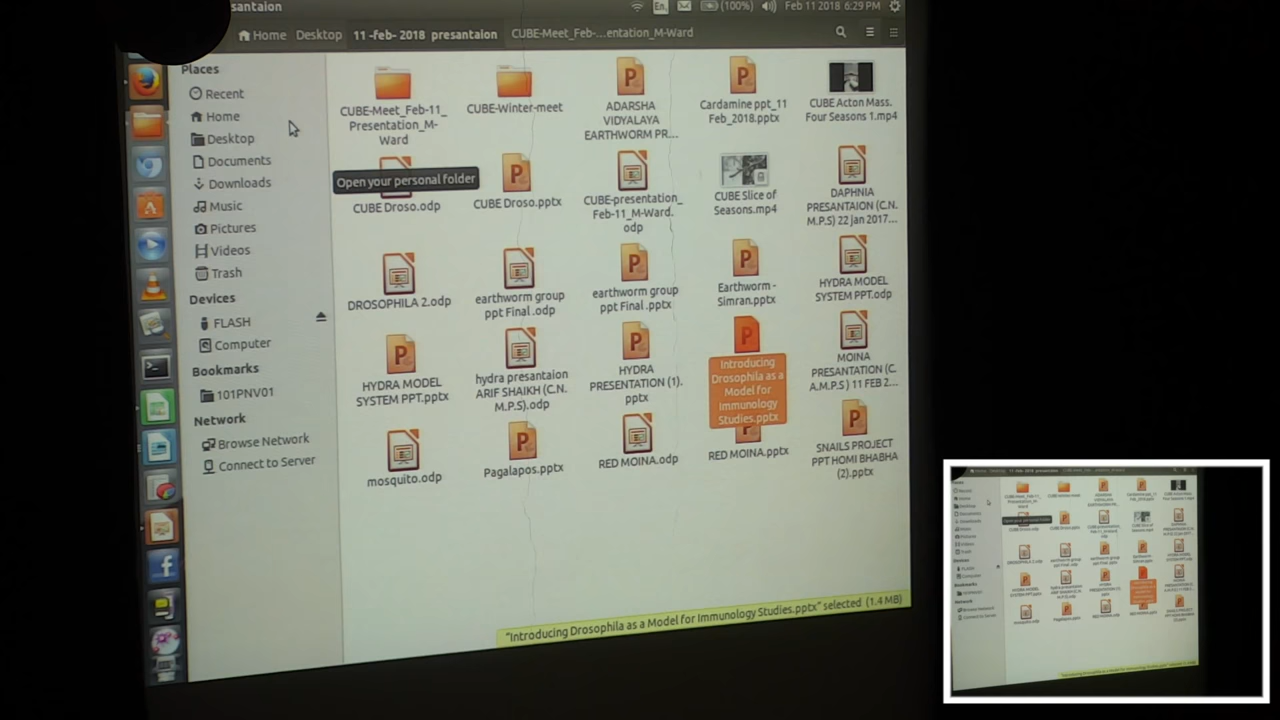 santaion
En
(100%)
Feb 11 2018 6:29 PM
Home
Desktop
11 -feb- 2018 presantaion
CUBE-Meet_Feb-...entation_M-Ward
Places
Recent
Home
Desktop
Documents
Downloads
Music
Pictures
Videos
Trash
Devices
FLASH
Computer
Bookmarks
101PNV01
Network
Browse Network
Connect to Server
CUBE-Meet_Feb-11_
Presentation_M-
Ward
CUBE-Winter-meet
ADARSHA
VIDYALAYA
EARTHWORM PR...
Cardamine ppt_11
Feb_2018.pptx
CUBE Acton Mass.
Four Seasons 1.mp4
Open your personal folder
CUBE Droso.odp
CUBE Droso.pptx
CUBE-presentation_
Feb-11_M-Ward.
odp
CUBE Slice of
Seasons.mp4
DAPHNIA
PRESANTAION (C.N.
M.P.S) 22 jan 2017...
DROSOPHILA 2.odp
earthworm group
ppt Final .odp
earthworm group
ppt Final .pptx
Earthworm -
Simran.pptx
HYDRA MODEL
SYSTEM PPT.odp
HYDRA MODEL
SYSTEM PPT.pptx
hydra presantaion
ARIF SHAIKH (C.N.
M.P.S).odp
HYDRA
PRESENTATION (1).
pptx
Introducing
Drosophila as a
Model for
Immunology
Studies.pptx
MOINA
PRESANTATION (C.
A.M.P.S ) 11 FEB 2...
mosquito.odp
Pagalapos.pptx
RED MOINA.odp
RED MOINA.pptx
SNAILS PROJECT
PPT HOMI BHABHA
(2).pptx
"Introducing Drosophila as a Model for Immunology Studies.pptx" selected (1.4 MB)